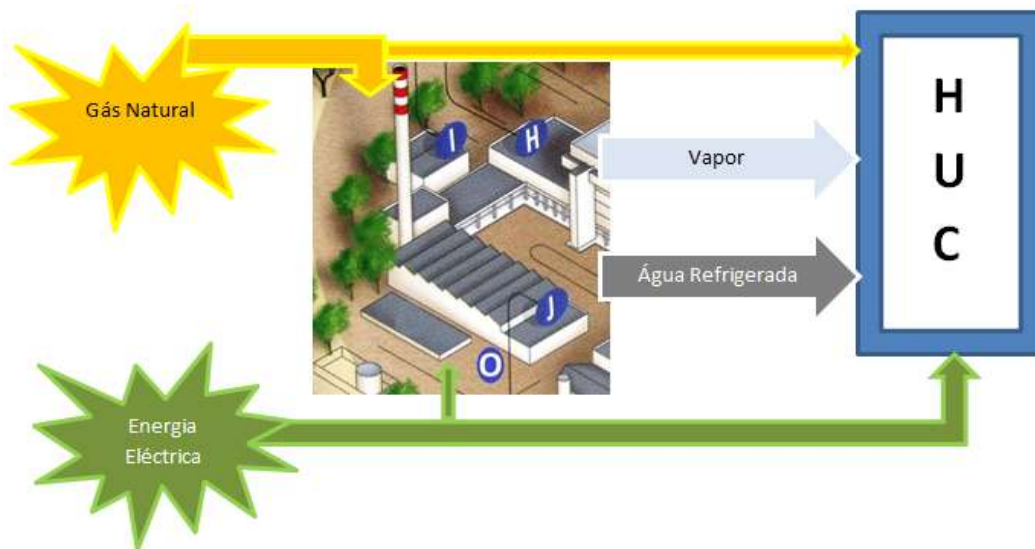 Gás Natural
I
H
Vapor
Água Refrigerada
J
O
Energia
Eléctrica
H
U
C